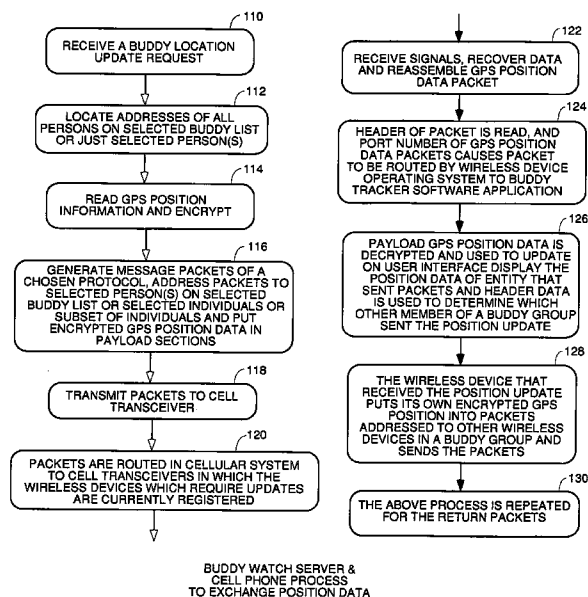 110
RECEIVE A BUDDY LOCATION
UPDATE REQUEST
112
LOCATE ADDRESSES OF ALL
PERSONS ON SELECTED BUDDY LIST
OR JUST SELECTED PERSON(S)
114
READ GPS POSITION
INFORMATION AND ENCRYPT
116
GENERATE MESSAGE PACKETS OF A
CHOSEN PROTOCOL, ADDRESS PACKETS TO
SELECTED PERSON(S) ON SELECTED
BUDDY LIST OR SELECTED INDIVIDUALS OR
SUBSET OF INDIVIDUALS AND PUT
ENCRYPTED GPS POSITION DATA IN
PAYLOAD SECTIONS
118
TRANSMIT PACKETS TO CELL
TRANSCEIVER
120
PACKETS ARE ROUTED IN CELLULAR SYSTEM
TO CELL TRANSCEIVERS IN WHICH THE
WIRELESS DEVICES WHICH REQUIRE UPDATES
ARE CURRENTLY REGISTERED
122
RECEIVE SIGNALS, RECOVER DATA
AND REASSEMBLE GPS POSITION
DATA PACKET
124
HEADER OF PACKET IS READ, AND
PORT NUMBER OF GPS POSITION
DATA PACKETS CAUSES PACKET
TO BE ROUTED BY WIRELESS DEVICE
OPERATING SYSTEM TO BUDDY
TRACKER SOFTWARE APPLICATION
126
PAYLOAD GPS POSITION DATA IS
DECRYPTED AND USED TO UPDATE
ON USER INTERFACE DISPLAY THE
POSITION DATA OF ENTITY THAT
SENT PACKETS AND HEADER DATA
IS USED TO DETERMINE WHICH
OTHER MEMBER OF A BUDDY GROUP
SENT THE POSITION UPDATE
128
THE WIRELESS DEVICE THAT
RECEIVED THE POSITION UPDATE
PUTS ITS OWN ENCRYPTED GPS
POSITION INTO PACKETS
ADDRESSED TO OTHER WIRELESS
DEVICES IN A BUDDY GROUP AND
SENDS THE PACKETS
130
THE ABOVE PROCESS IS REPEATED
FOR THE RETURN PACKETS
BUDDY WATCH SERVER &
CELL PHONE PROCESS
TO EXCHANGE POSITION DATA